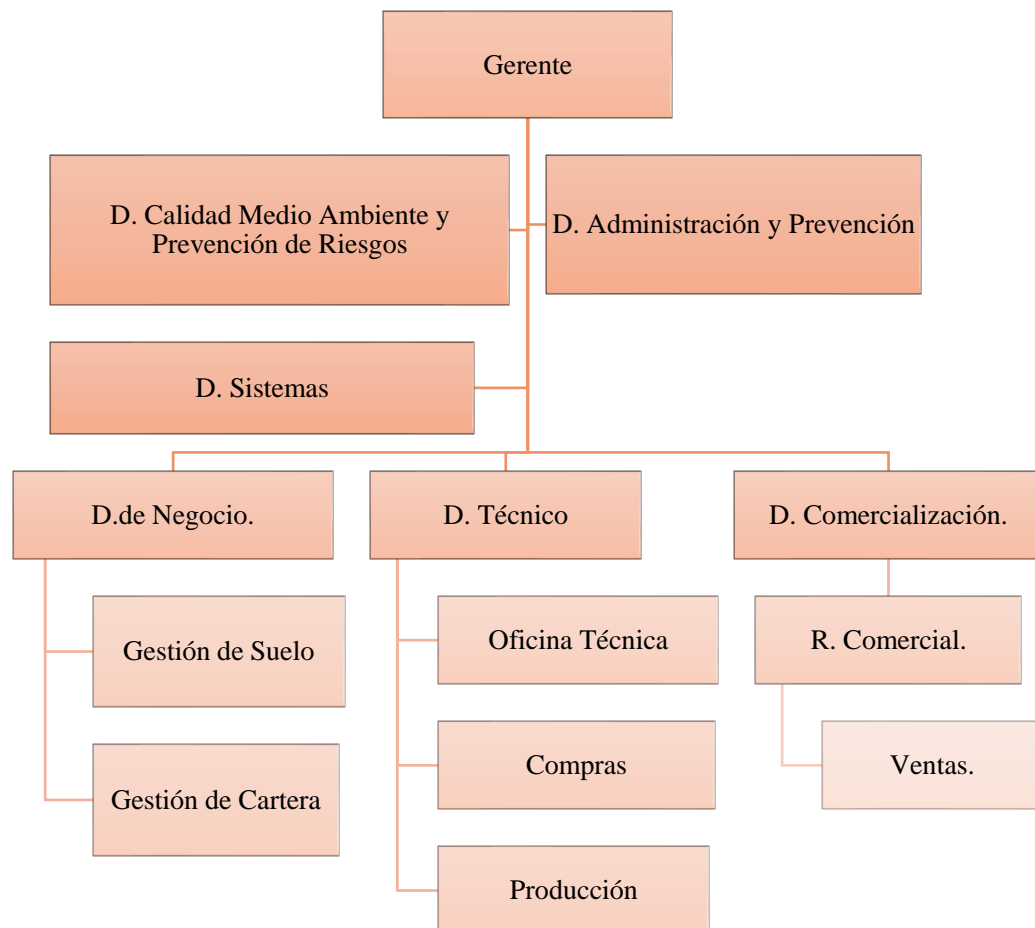 Gerente
D. Calidad Medio Ambiente y
Prevención de Riesgos
D. Administración y Prevención
D. Sistemas
D.de Negocio.
D. Técnico
D. Comercialización.
Gestión de Suelo
Gestión de Cartera
Oficina Técnica
Compras
Producción
R. Comercial.
Ventas.